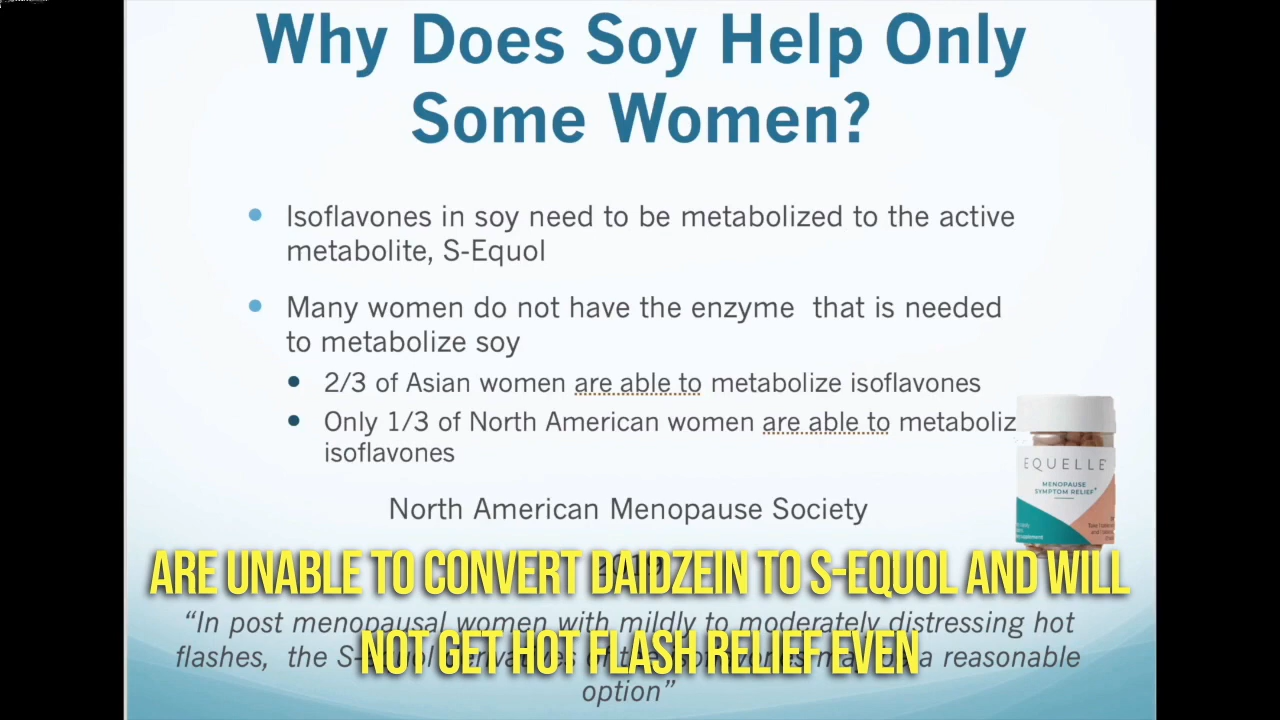 Why Does Soy Help Only
Some Women?
Isoflavones in soy need to be metabolized to the active
metabolite, S-Equol
Many women do not have the enzyme that is needed
to metabolize soy
2/3 of Asian women are able to metabolize isoflavones
Only 1/3 of North American women are able to metaboliz
isoflavones
EQUELLE
MENOPAUSE
SYMPTOM RELIEF*
North American Menopause Society
ARE UNABLE TO CONVERT DAIDZEIN TO S-EQUOL AND WILL
NOT GET HOT FLASH RELIEF EVEN
“In post menopausal women with mildly to moderately distressing hot
flashes, the may be a reasonable
option”